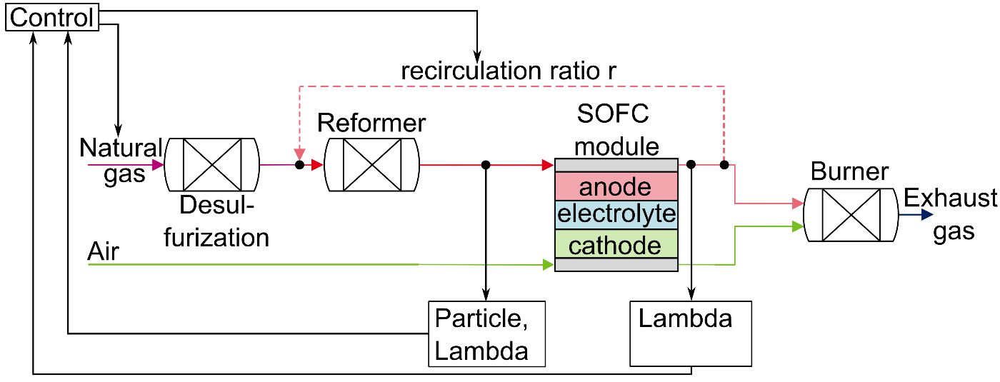 Control
recirculation ratio r
SOFC
module
Reformer
Natural
gas
Desul-
furization
Air
anode
electrolyte
cathode
Burner
Exhaust
gas
Particle,
Lambda
Lambda